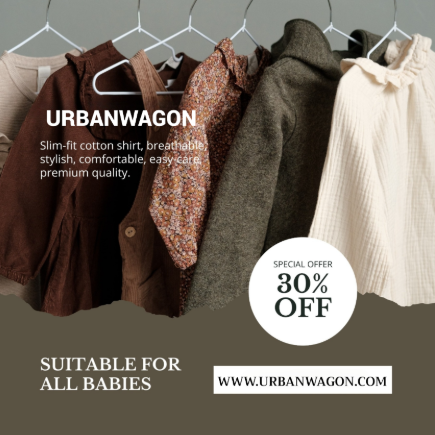 URBANWAGON
Slim-fit cotton shirt, breathable,
stylish, comfortable, easy care,
premium quality.
SPECIAL OFFER
30%
OFF
SUITABLE FOR
ALL BABIES
WWW.URBANWAGON.COM